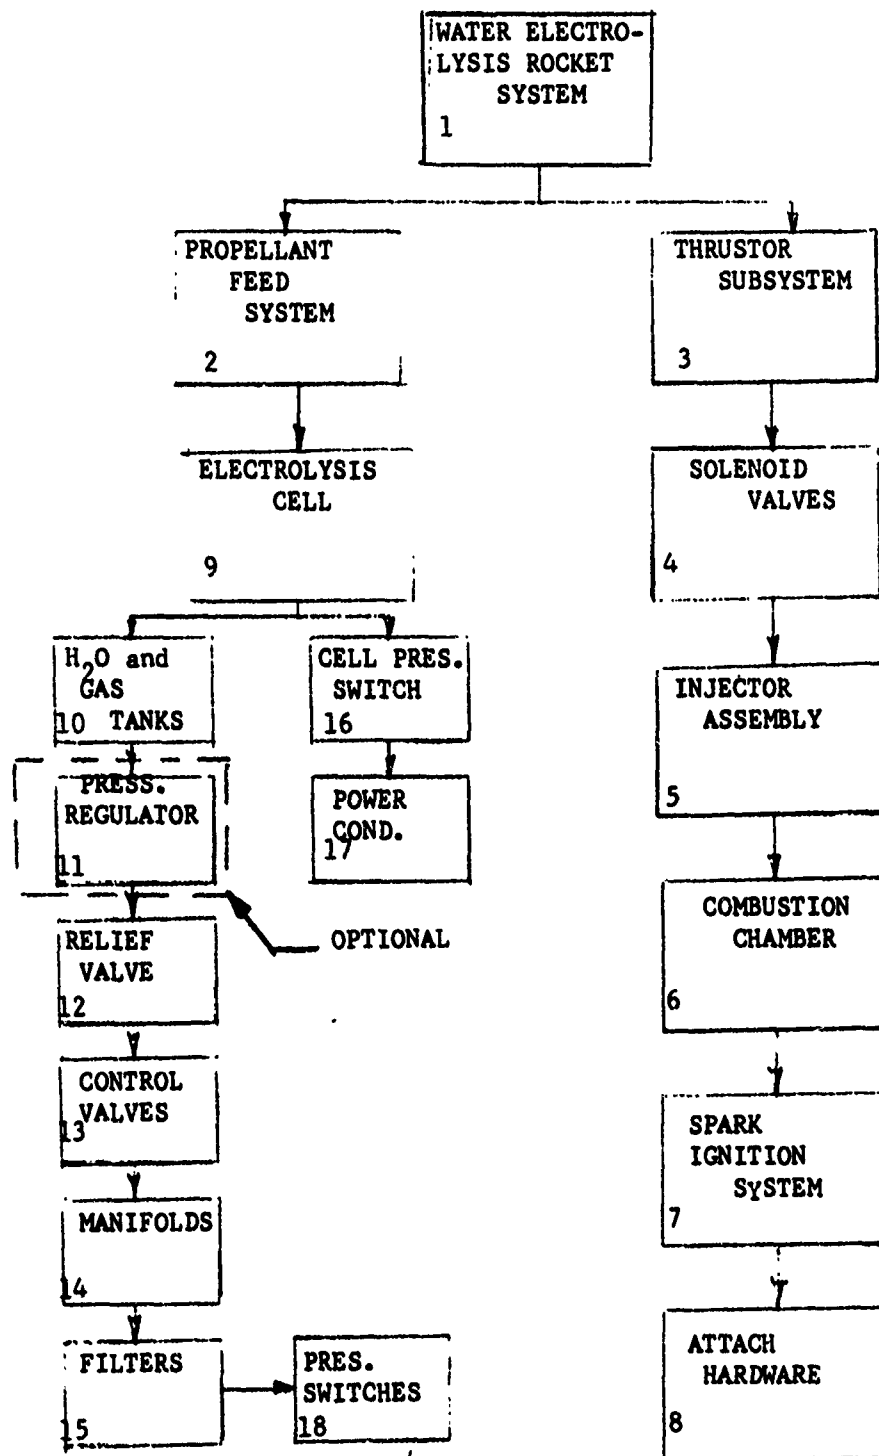 WATER ELECTRO-
LYSIS ROCKET
SYSTEM
1
PROPELLANT
FEED
SYSTEM
2
THRUSTOR
SUBSYSTEM
3
ELECTROLYSIS
CELL
9
SOLENOID
VALVES
4
H₂O and
GAS
10 TANKS
CELL PRES.
SWITCH
16
INJECTOR
ASSEMBLY
5
PRESS.
REGULATOR
11
POWER
COND.
17
OPTIONAL
COMBUSTION
CHAMBER
6
RELIEF
VALVE
12
CONTROL
VALVES
13
SPARK
IGNITION
SYSTEM
7
MANIFOLDS
14
FILTERS
15
PRES.
SWITCHES
18
ATTACH
HARDWARE
8